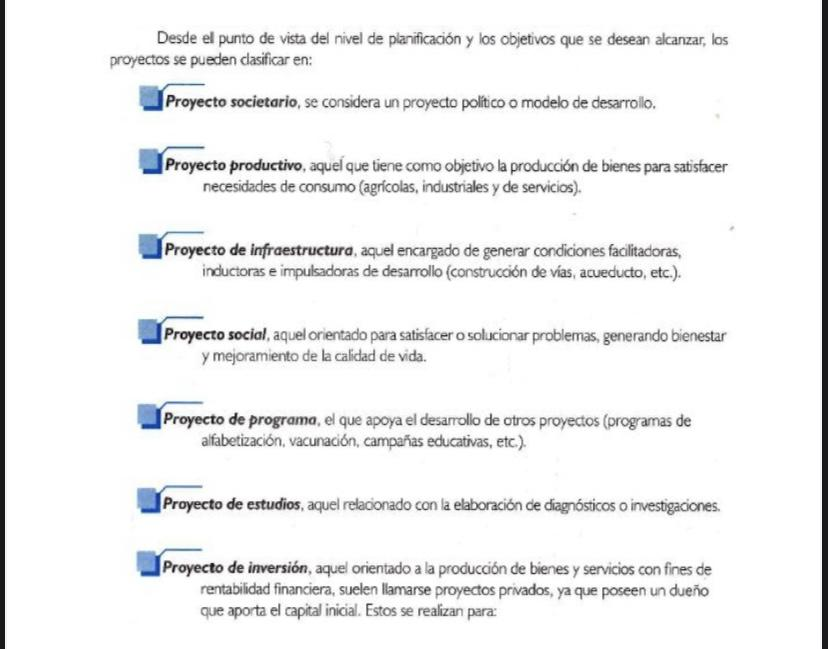 Desde el punto de vista del nivel de planificación y los objetivos que se desean alcanzar, los
proyectos se pueden clasificar en:
Proyecto societario, se considera un proyecto político o modelo de desarrollo.
Proyecto productivo, aquel que tiene como objetivo la producción de bienes para satisfacer
necesidades de consumo (agrícolas, industriales y de servicios).
Proyecto de infraestructura, aquel encargado de generar condiciones facilitadoras,
inductoras e impulsadoras de desarrollo (construcción de vías, acueducto, etc.).
Proyecto social, aquel orientado para satisfacer o solucionar problemas, generando bienestar
y mejoramiento de la calidad de vida.
Proyecto de programa, el que apoya el desarrollo de otros proyectos (programas de
alfabetización, vacunación, campañas educativas, etc.).
Proyecto de estudios, aquel relacionado con la elaboración de diagnósticos o investigaciones.
Proyecto de inversión, aquel orientado a la producción de bienes y servicios con fines de
rentabilidad financiera, suelen llamarse proyectos privados, ya que poseen un dueño
que aporta el capital inicial. Estos se realizan para: